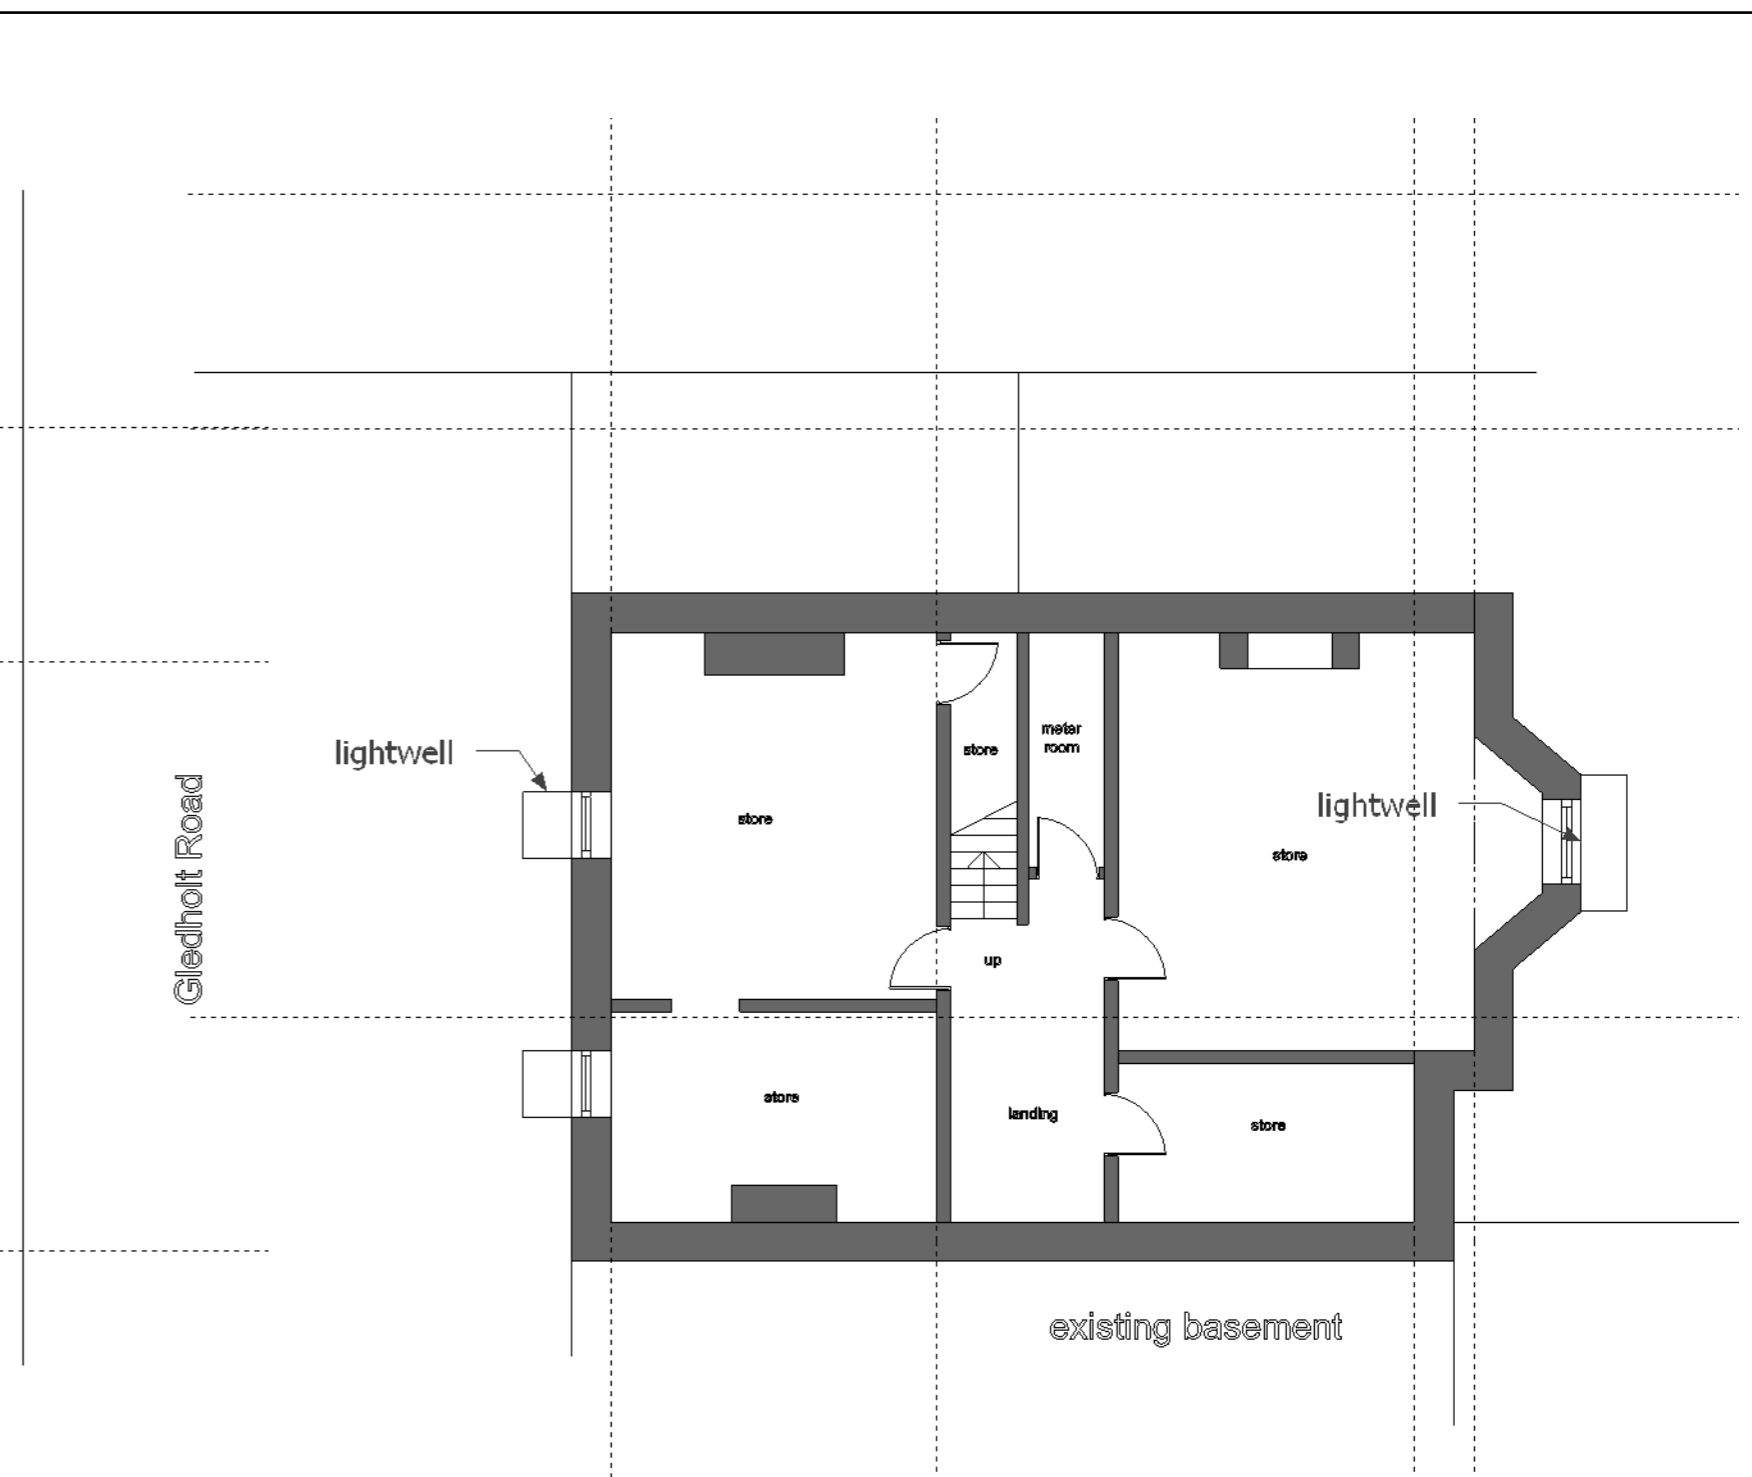 lightwell
Gledholt Road
store
meter
room
lightwell
store
store
up
store
landing
store
existing basement